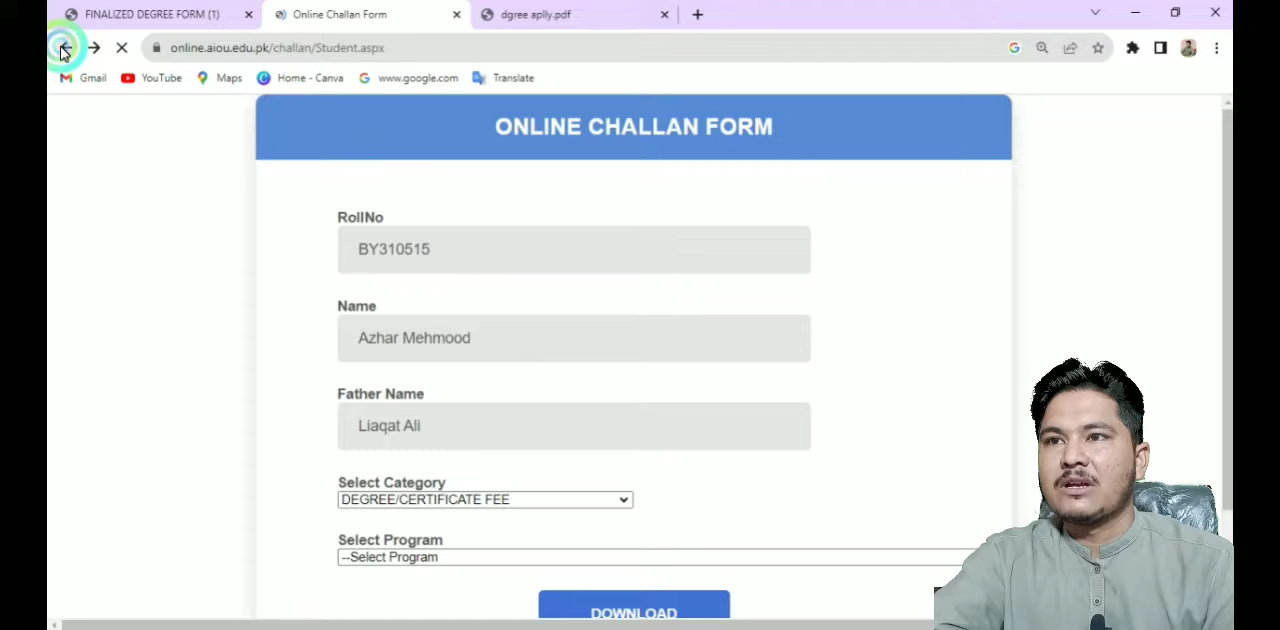 FINALIZED DEGREE FORM (1)
Online Challan Form
dgree aplly.pdf
online.aiou.edu.pk/challan/Student.aspx
Gmail
YouTube
Maps
Home - Canva
www.google.com
Translate
ONLINE CHALLAN FORM
RollNo
BY310515
Name
Azhar Mehmood
Father Name
Liaqat Ali
Select Category
DEGREE/CERTIFICATE FEE
Select Program
--Select Program
DOWNLOAD